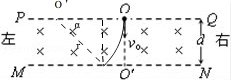 O' O
P Q
左 右
v₀ d
M O' N